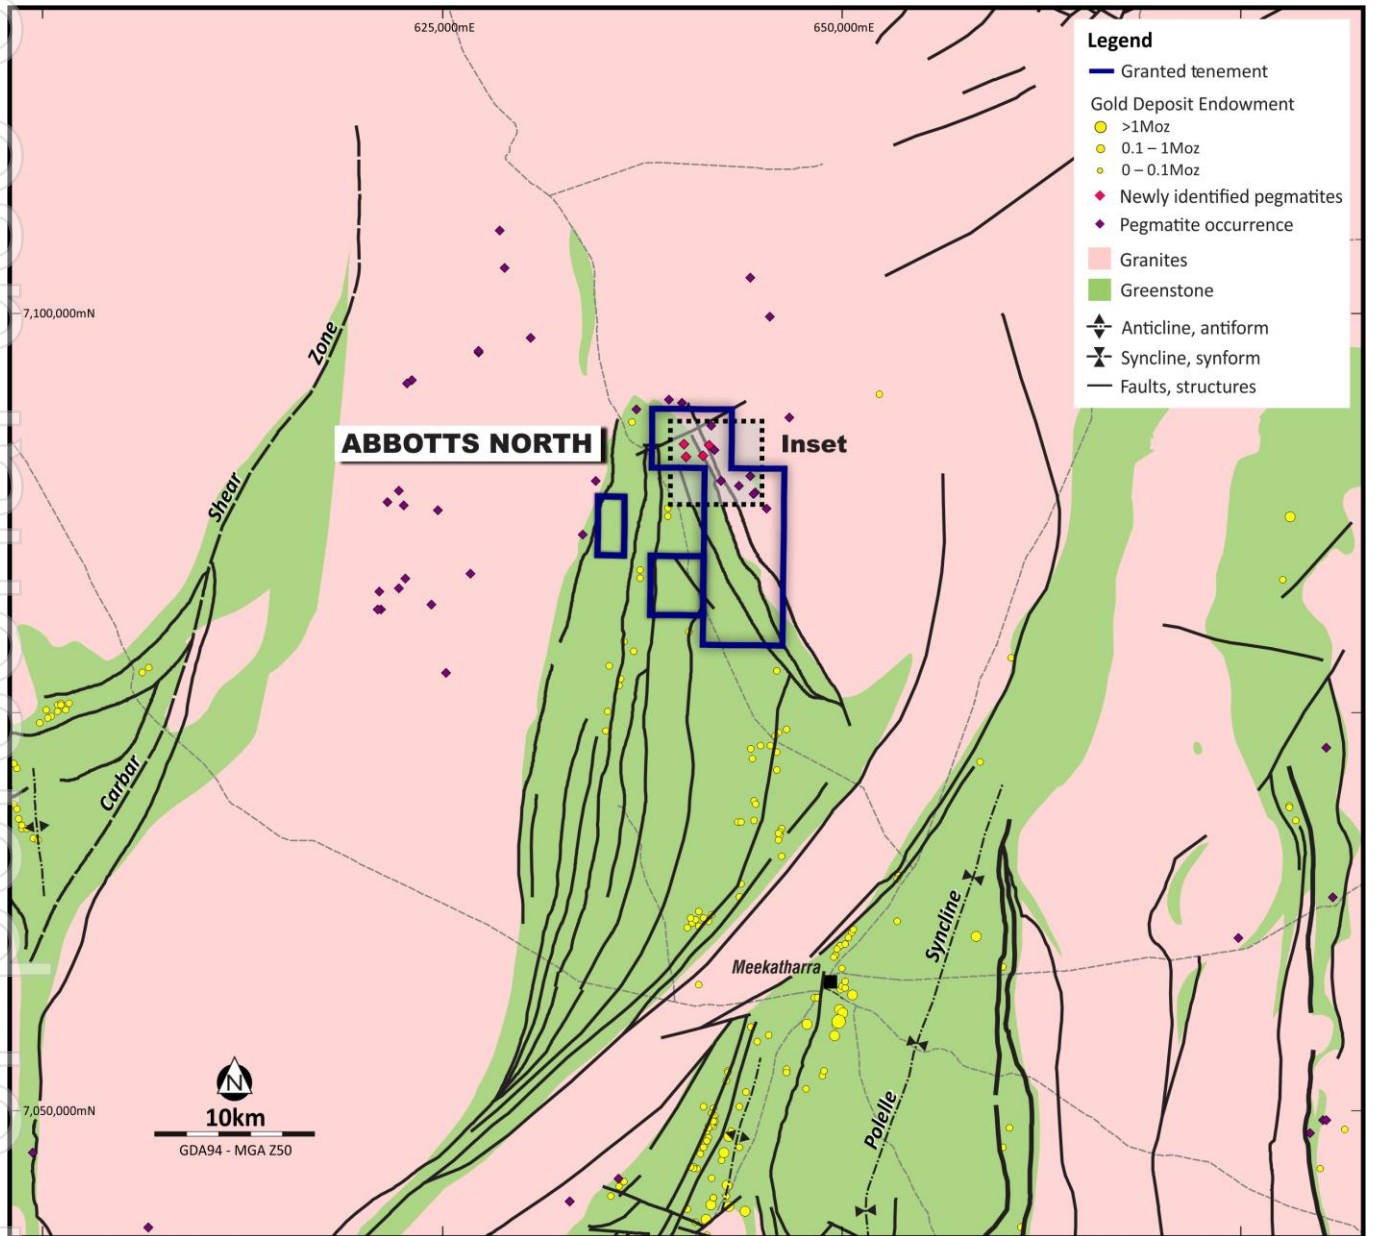 625,000mE
650,000mE
Legend
Granted tenement
Gold Deposit Endowment
>1Moz
0.1 – 1Moz
0 – 0.1Moz
Newly identified pegmatites
Pegmatite occurrence
Granites
Greenstone
Anticline, antiform
Syncline, synform
Faults, structures
7,100,000mN
Zone
Shear
Carbar
ABBOTTS NORTH
Inset
Meekatharra
Syncline
Polelle
N
10km
GDA94 - MGA Z50
7,050,000mN